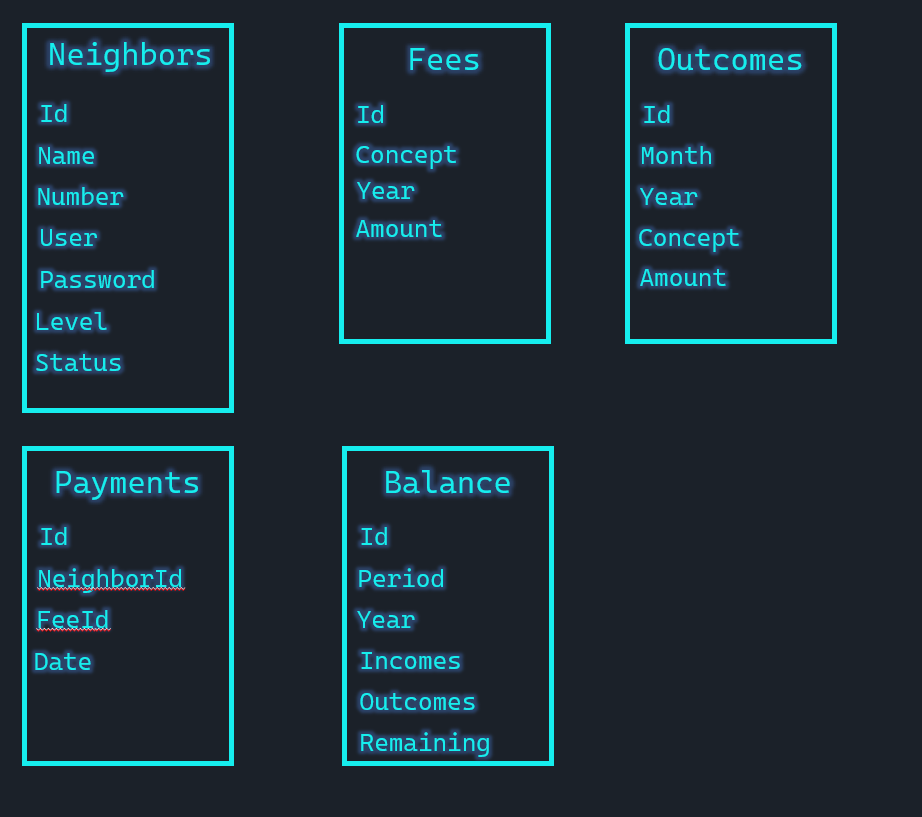 Neighbors
Id
Name
Number
User
Password
Level
Status
Fees
Id
Concept
Year
Amount
Outcomes
Id
Month
Year
Concept
Amount
Payments
Id
NeighborId
FeeId
Date
Balance
Id
Period
Year
Incomes
Outcomes
Remaining